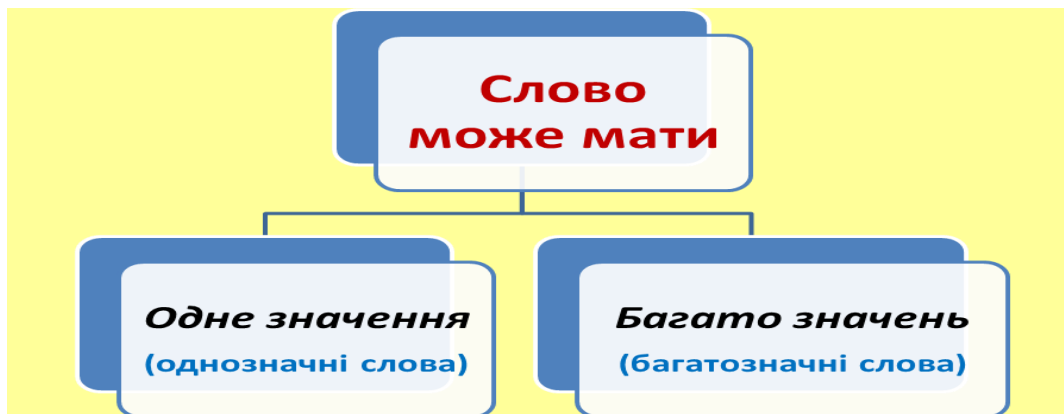 Слово
може мати
Одне значення
(однозначні слова)
Багато значень
(багатозначні слова)